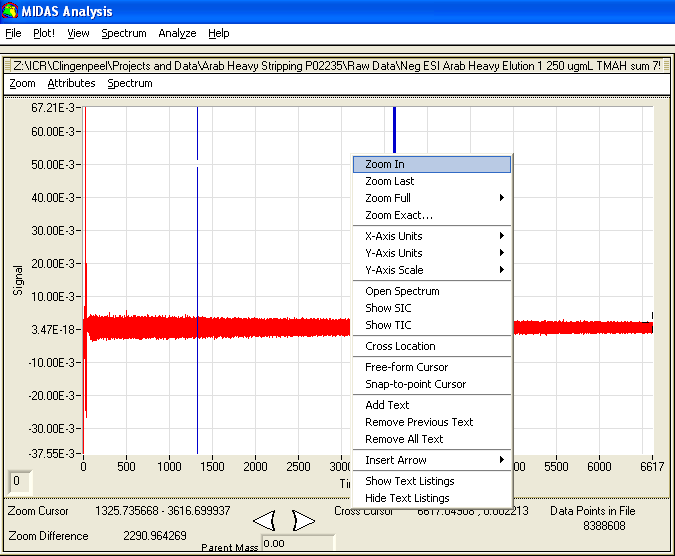 MIDAS Analysis
File Plot! View Spectrum Analyze Help
Z:\ICR\Clingenpeel\Projects and Data\Arab Heavy Stripping P02235\Raw Data\Neg ESI Arab Heavy Elution 1 250 ugmL TMAH sum 75
Zoom Attributes Spectrum
67.21E-3
60.00E-3
50.00E-3
40.00E-3
30.00E-3
20.00E-3
10.00E-3
3.47E-18
-10.00E-3
-20.00E-3
-30.00E-3
-37.55E-3
Signal
0 500 1000 1500 2000 2500 5000 5500 6000 6617
Zoom In
Zoom Last
Zoom Full
Zoom Exact...
X-Axis Units
Y-Axis Units
Y-Axis Scale
Open Spectrum
Show SIC
Show TIC
Cross Location
Free-form Cursor
Snap-to-point Cursor
Add Text
Remove Previous Text
Remove All Text
Insert Arrow
Show Text Listings
Hide Text Listings
0
Zoom Cursor 1325.735668 - 3616.699937 Cross Cursor 6617.04908 , 0.002213 Data Points in File
8388608
Zoom Difference 2290.964269
Parent Mass 0.00